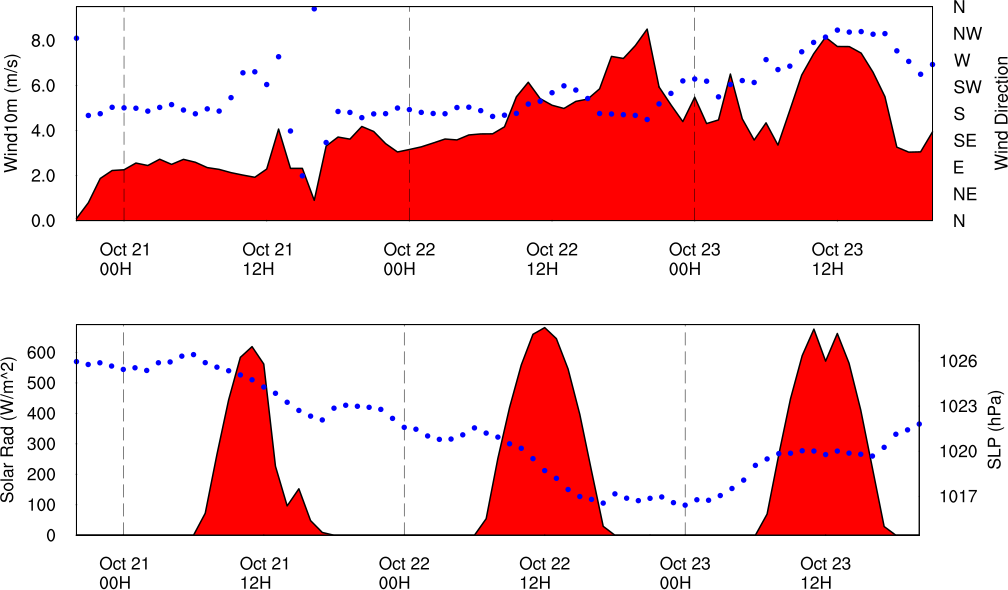 N
8.0
NW
W
6.0
SW
4.0
S
SE
2.0
E
NE
0.0
N
Wind10m (m/s)
Wind Direction
Oct 21
00H
Oct 21
12H
Oct 22
00H
Oct 22
12H
Oct 23
00H
Oct 23
12H
600
500
400
300
200
100
0
Solar Rad (W/m^2)
1026
1023
1020
1017
SLP (hPa)
Oct 21
00H
Oct 21
12H
Oct 22
00H
Oct 22
12H
Oct 23
00H
Oct 23
12H